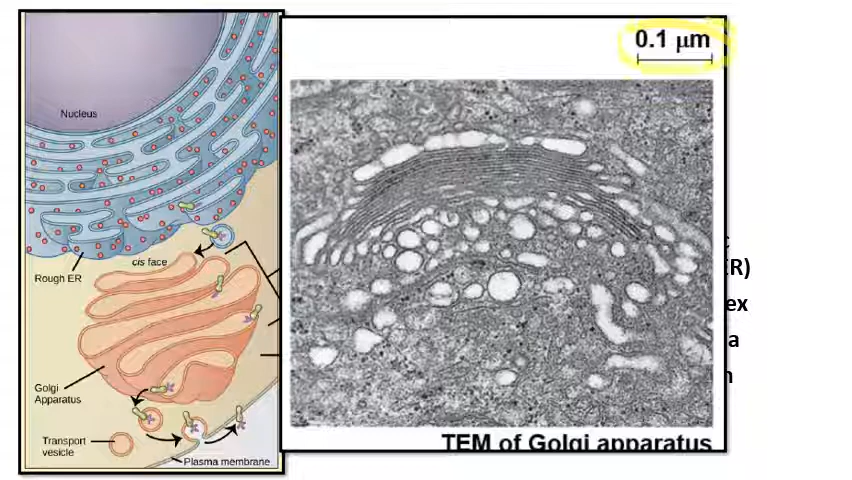 Nucleus
cis face
Rough ER
Golgi
Apparatus
Transport
vesicle
Plasma membrane
0.1 μm
TEM of Golgi apparatus
ER)
ex
a